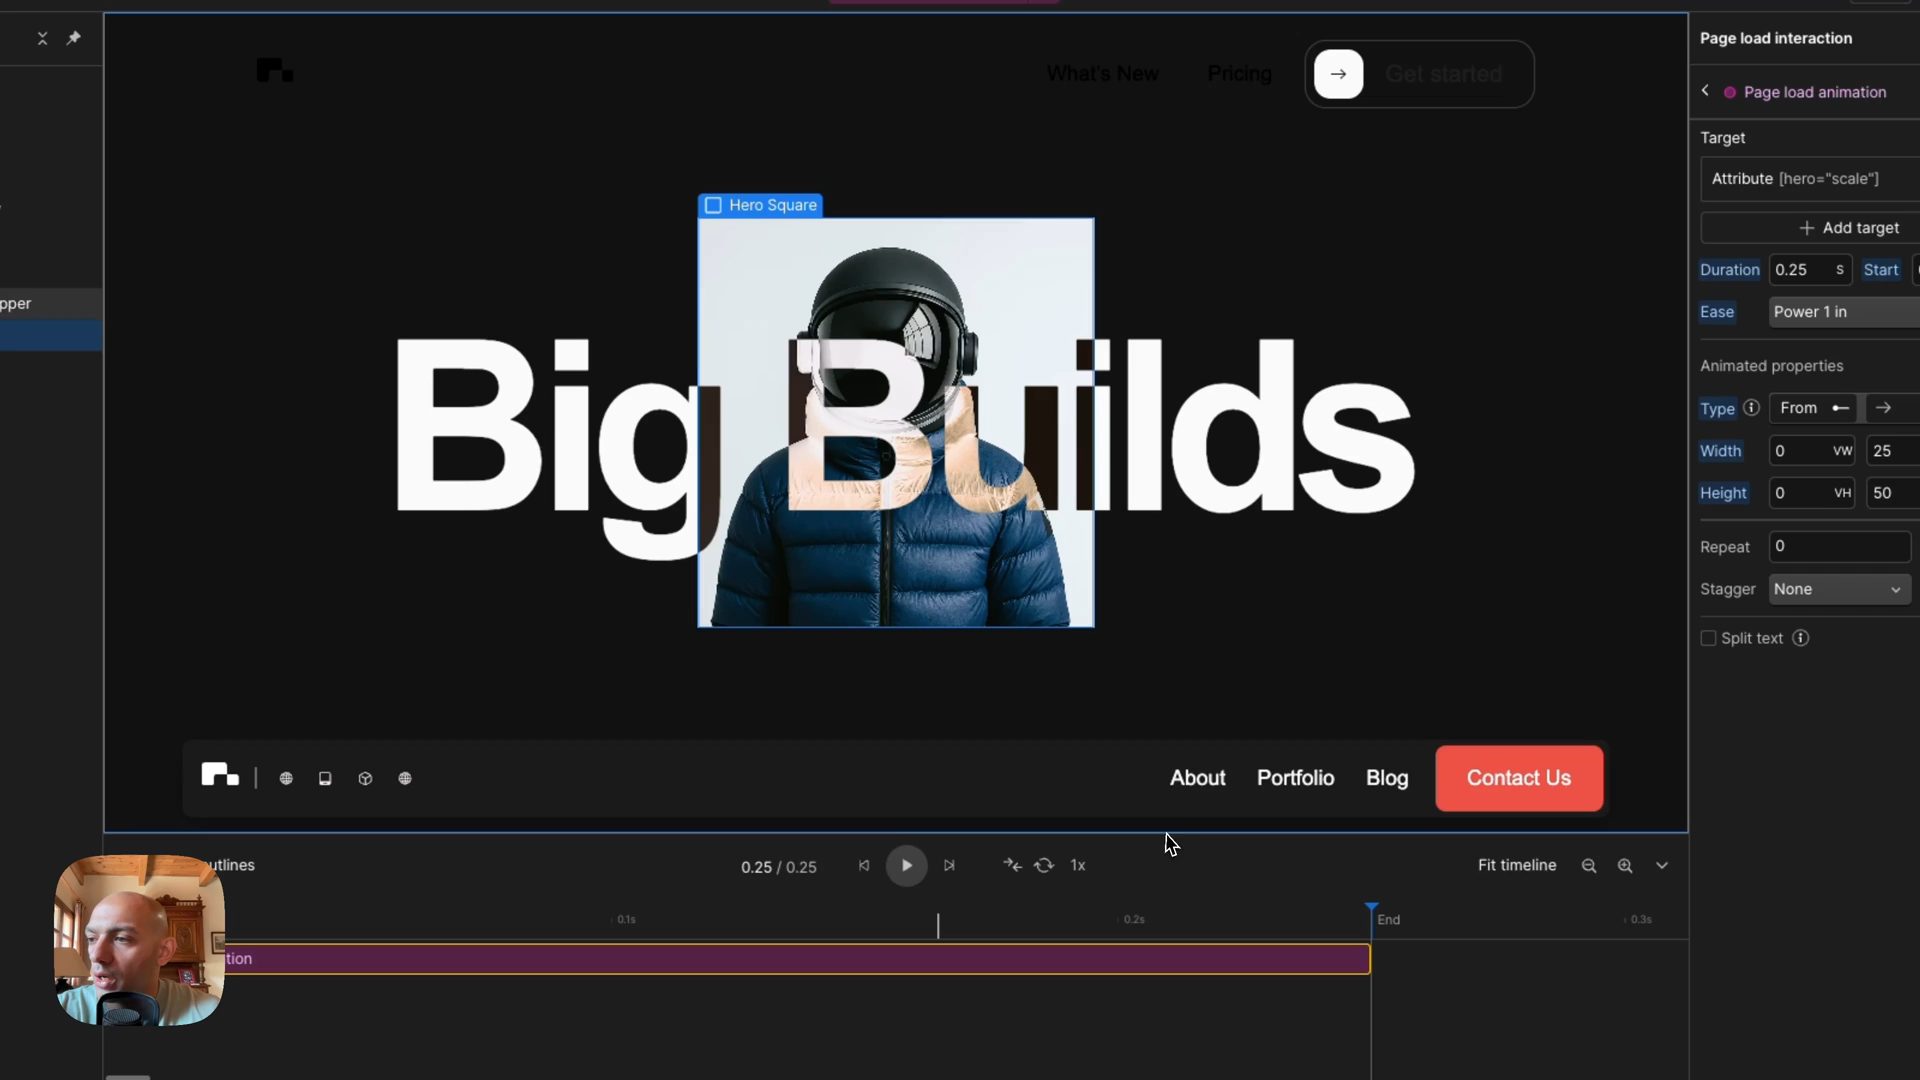 Page load interaction
What's New
Pricing
Get started
Page load animation
Target
Attribute [hero="scale"]
Hero Square
Add target
Duration 0.25 S Start
pper
Ease Power 1 in
Animated properties
Type From
Big Builds
Width 0 VW 25
Height 0 VH 50
Repeat 0
Stagger None
Split text
About Portfolio Blog Contact Us
utlines
0.25 / 0.25
1x
Fit timeline
0.1s
0.2s
End
0.3s
tion